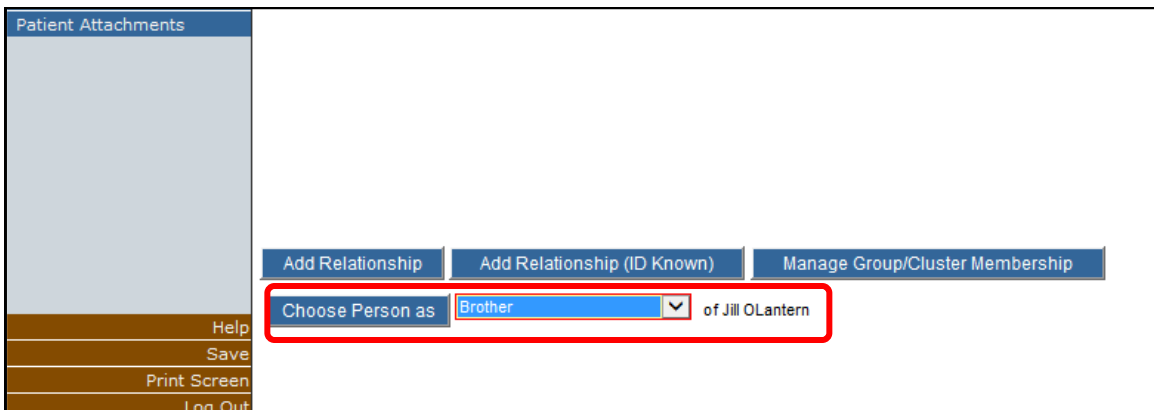 Patient Attachments
Add Relationship
Add Relationship (ID Known)
Manage Group/Cluster Membership
Choose Person as Brother of Jill OLantern
Help
Save
Print Screen
Log Out